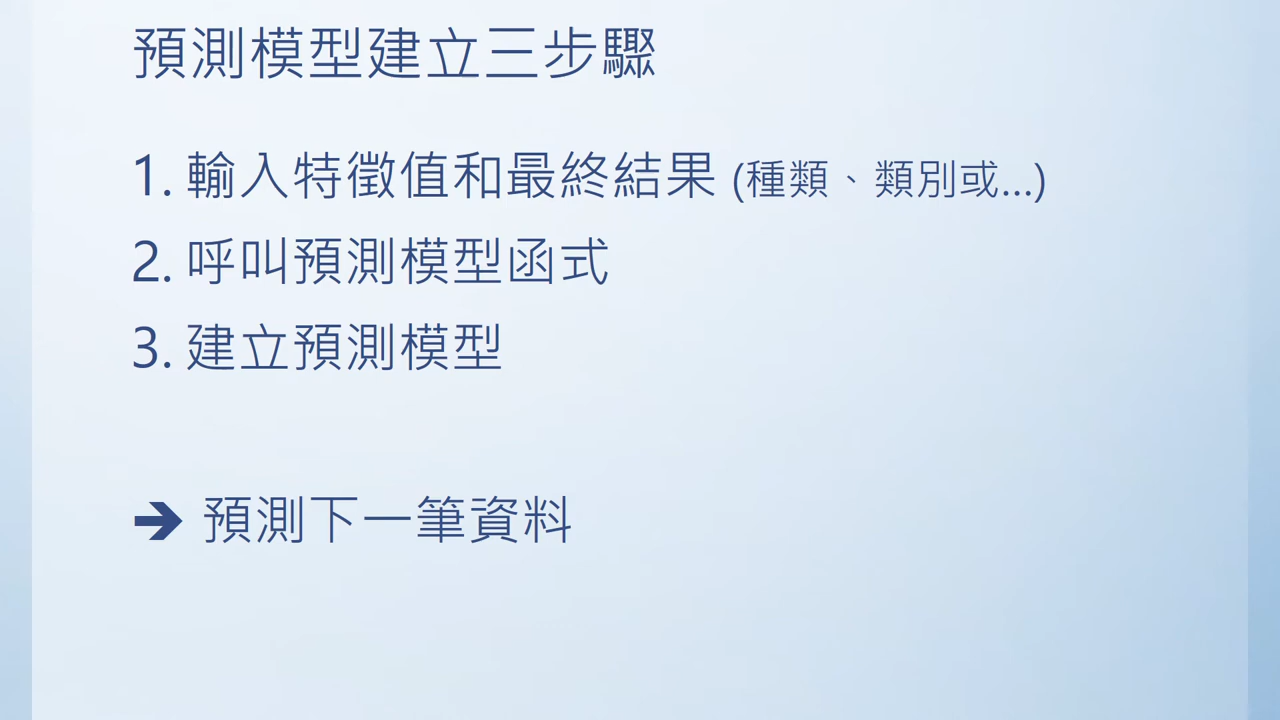 預測模型建立三步驟
1. 輸入特徵值和最終結果 (種類、類別或...)
2. 呼叫預測模型函式
3. 建立預測模型
➔ 預測下一筆資料